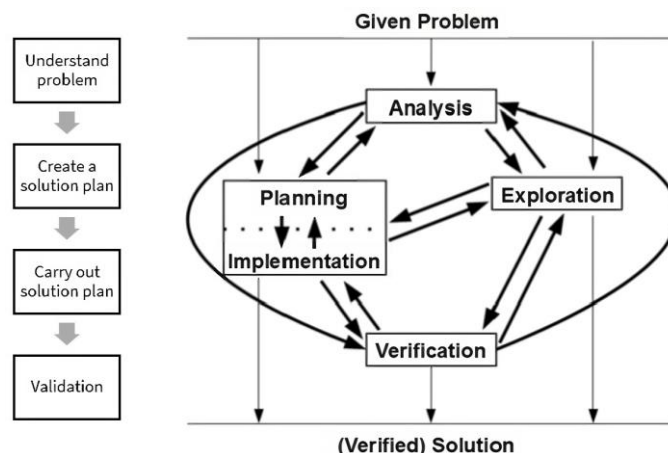 Understand
problem
Create a
solution plan
Carry out
solution plan
Validation
Given Problem
Analysis
Planning
Exploration
Implementation
Verification
(Verified) Solution